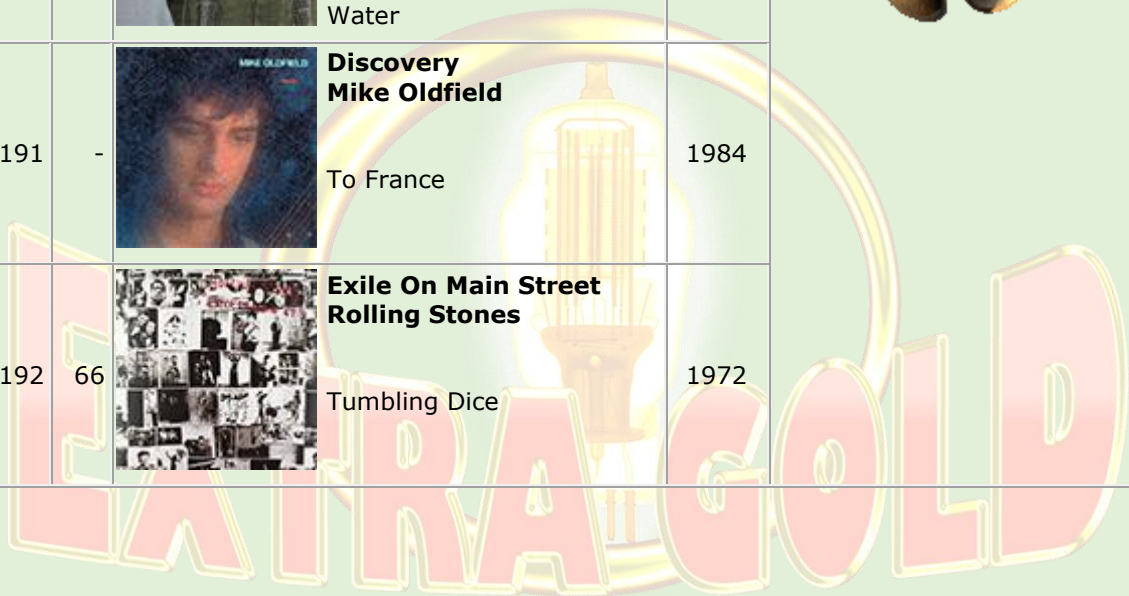 Water
Discovery
Mike Oldfield
191 - 1984
To France
MIKE OLDFIELD
Exile On Main Street
Rolling Stones
192 66 1972
Tumbling Dice
EXTRA GOLD